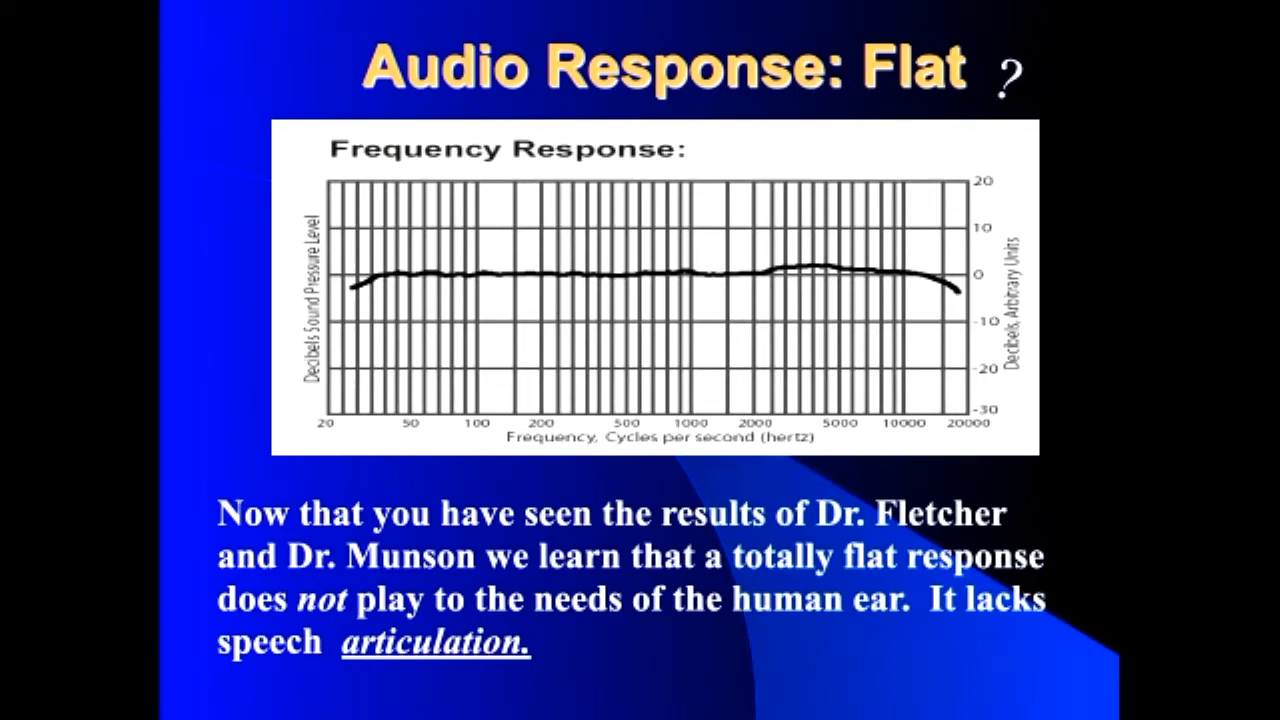 Audio Response: Flat ?
Frequency Response:
Decibels Sound Pressure Level
20
10
0
-10
-20
-30
Decibels, Arbitrary Units
20 50 100 200 500 1000 2000 5000 10000 20000
Frequency, Cycles per second (hertz)
Now that you have seen the results of Dr. Fletcher
and Dr. Munson we learn that a totally flat response
does not play to the needs of the human ear. It lacks
speech articulation.